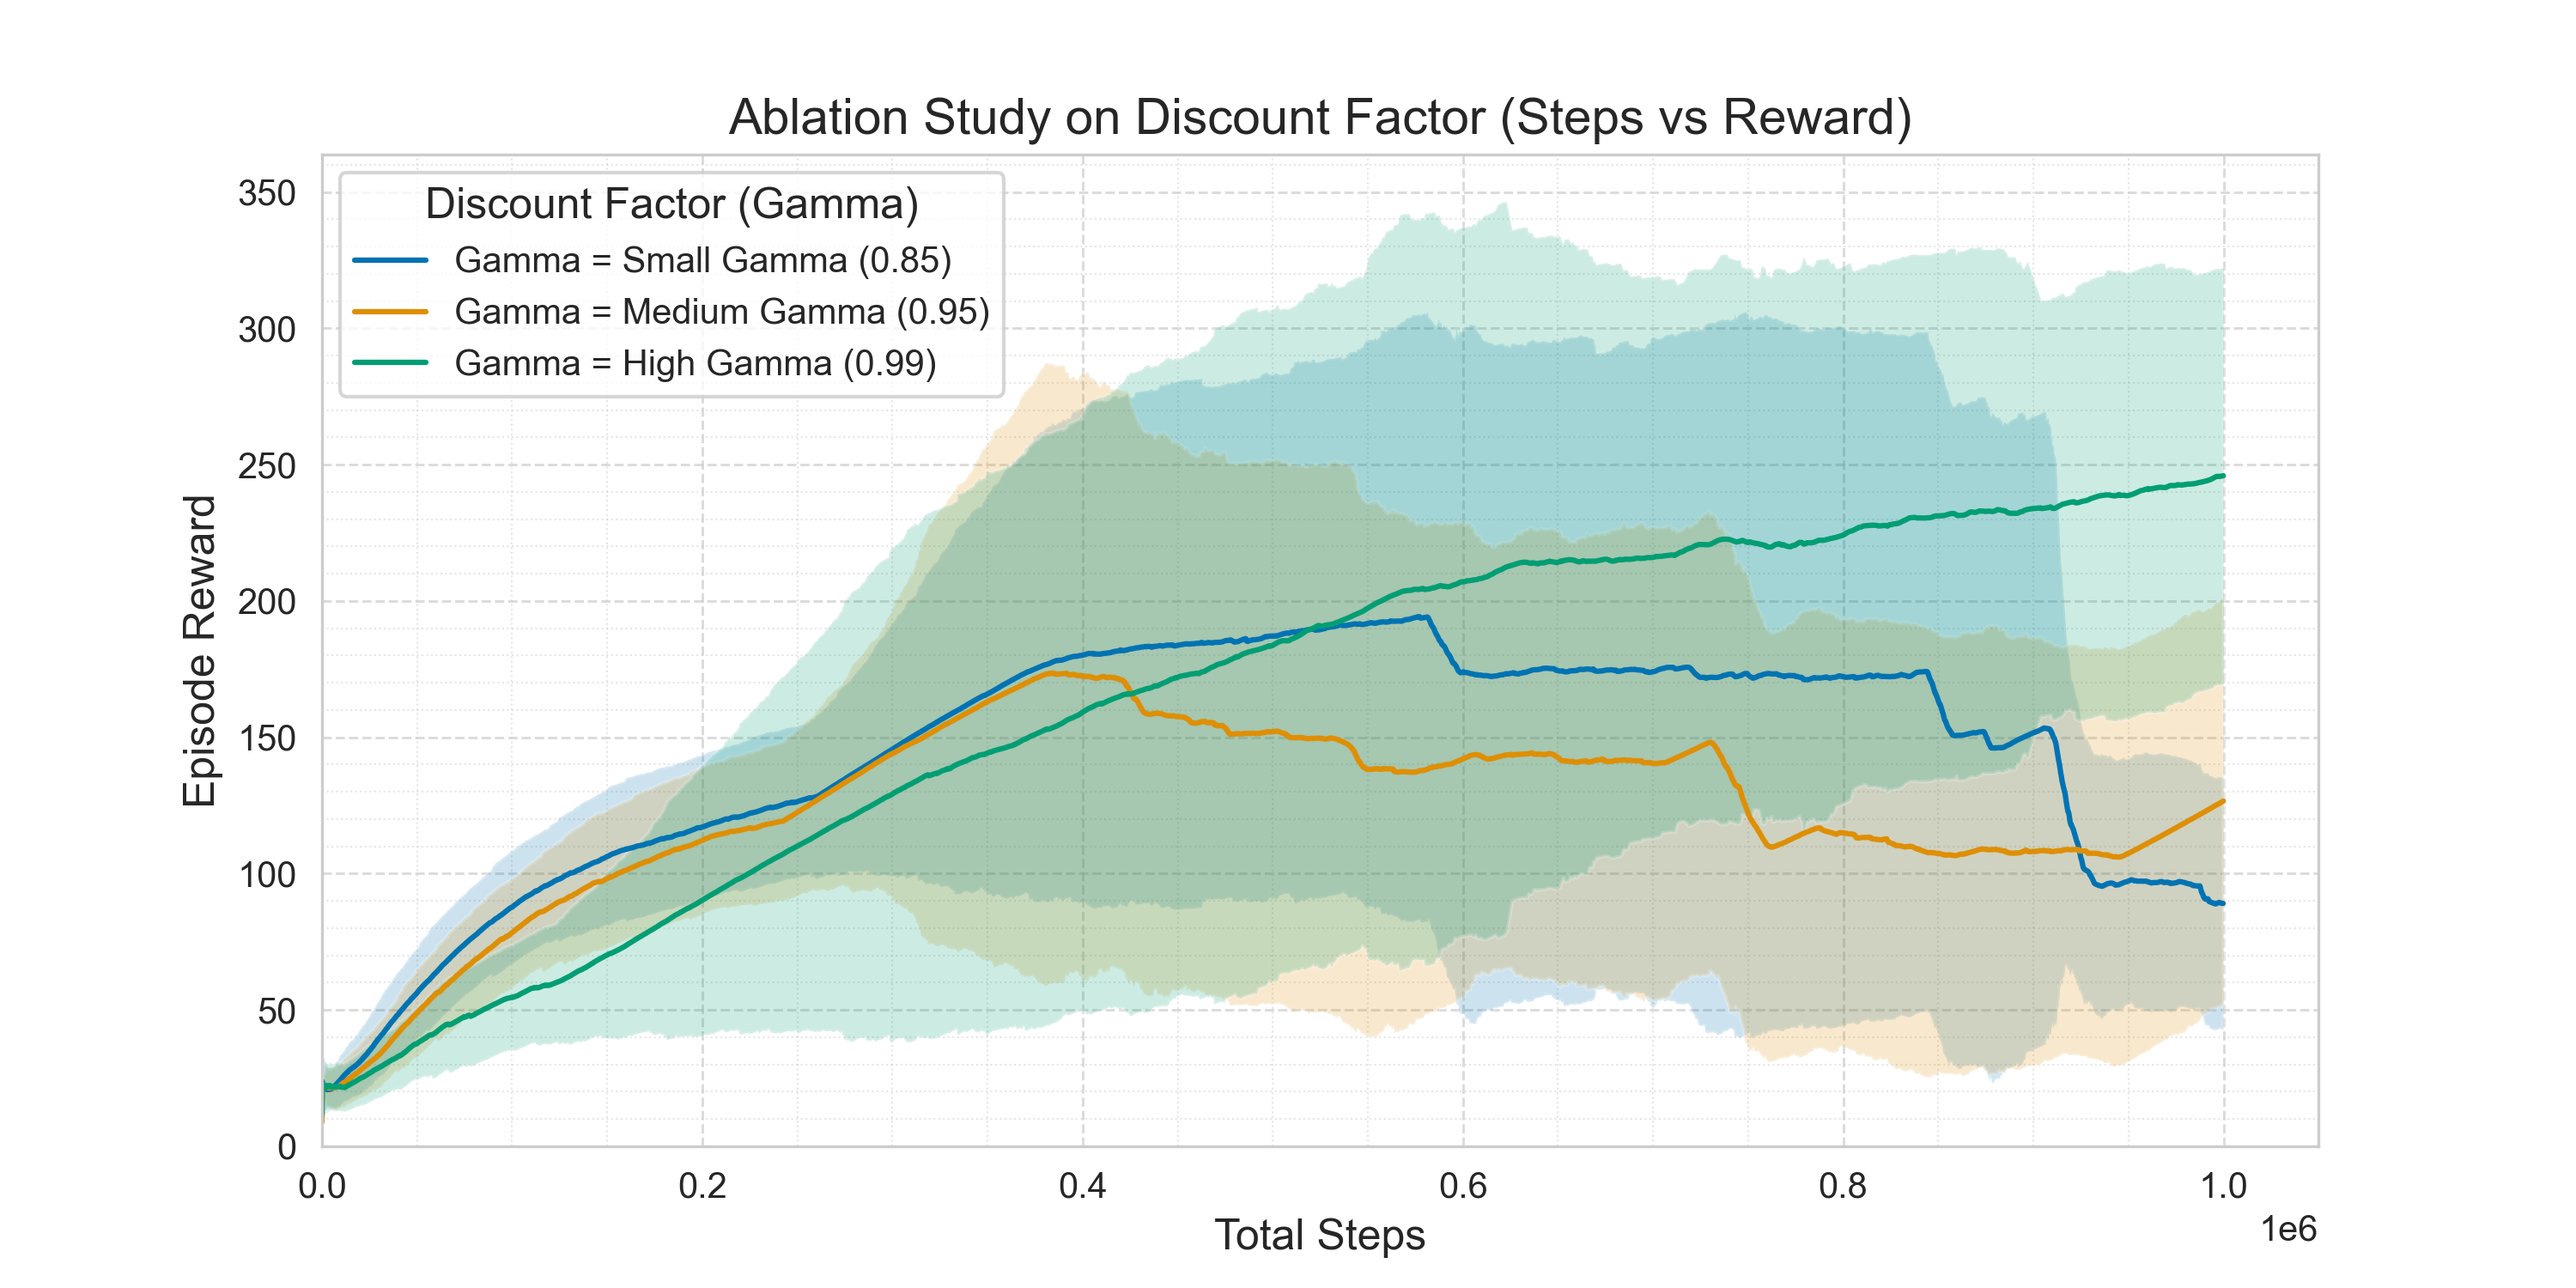 Ablation Study on Discount Factor (Steps vs Reward)
Discount Factor (Gamma)
Gamma = Small Gamma (0.85)
Gamma = Medium Gamma (0.95)
Gamma = High Gamma (0.99)
Episode Reward
350
300
250
200
150
100
50
0
0.0 0.2 0.4 0.6 0.8 1.0
1e6
Total Steps